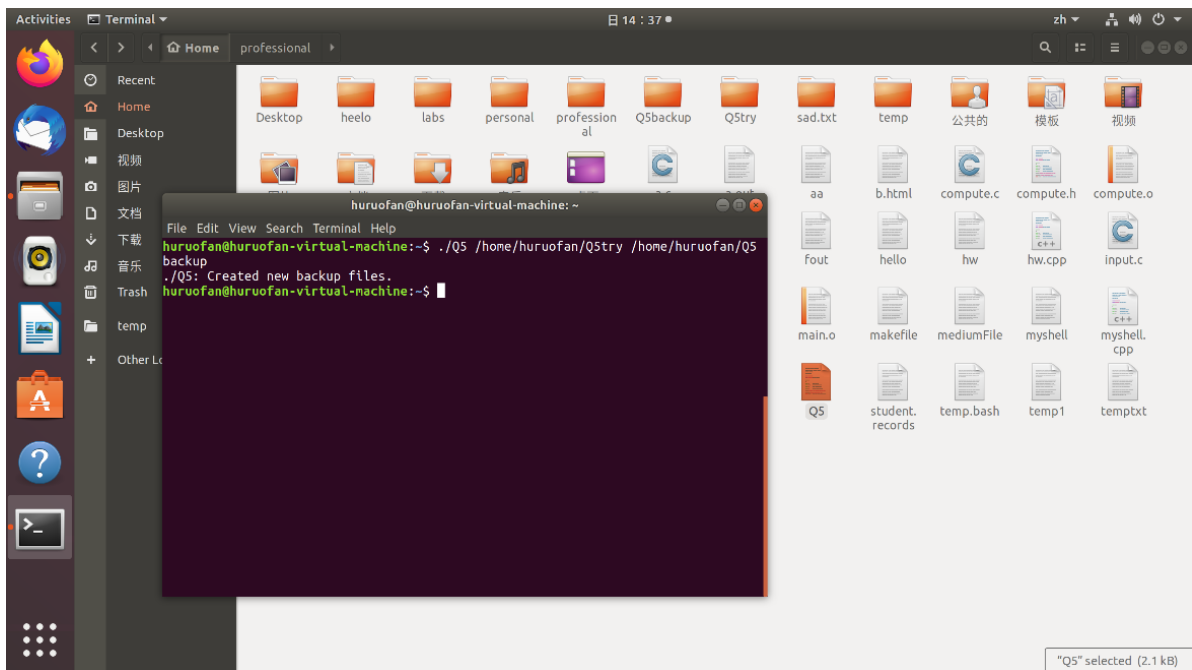 Activities Terminal 日 14：37 zh
Home professional
Recent
Home
Desktop
视频
图片
文档
下载
音乐
Trash
temp
Other Lo
Desktop heelo labs personal profession Q5backup Q5try sad.txt temp 公共的 模板 视频
al
aa b.html compute.c compute.h compute.o
huruofan@huruofan-virtual-machine: ~
File Edit View Search Terminal Help
huruofan@huruofan-virtual-machine:~$ ./Q5 /home/huruofan/Q5try /home/huruofan/Q5
backup
./Q5: Created new backup files.
huruofan@huruofan-virtual-machine:~$
fout hello hw hw.cpp input.c
main.o makefile mediumFile myshell myshell.
cpp
Q5 student. temp.bash temp1 temptxt
records
"Q5" selected (2.1 kB)